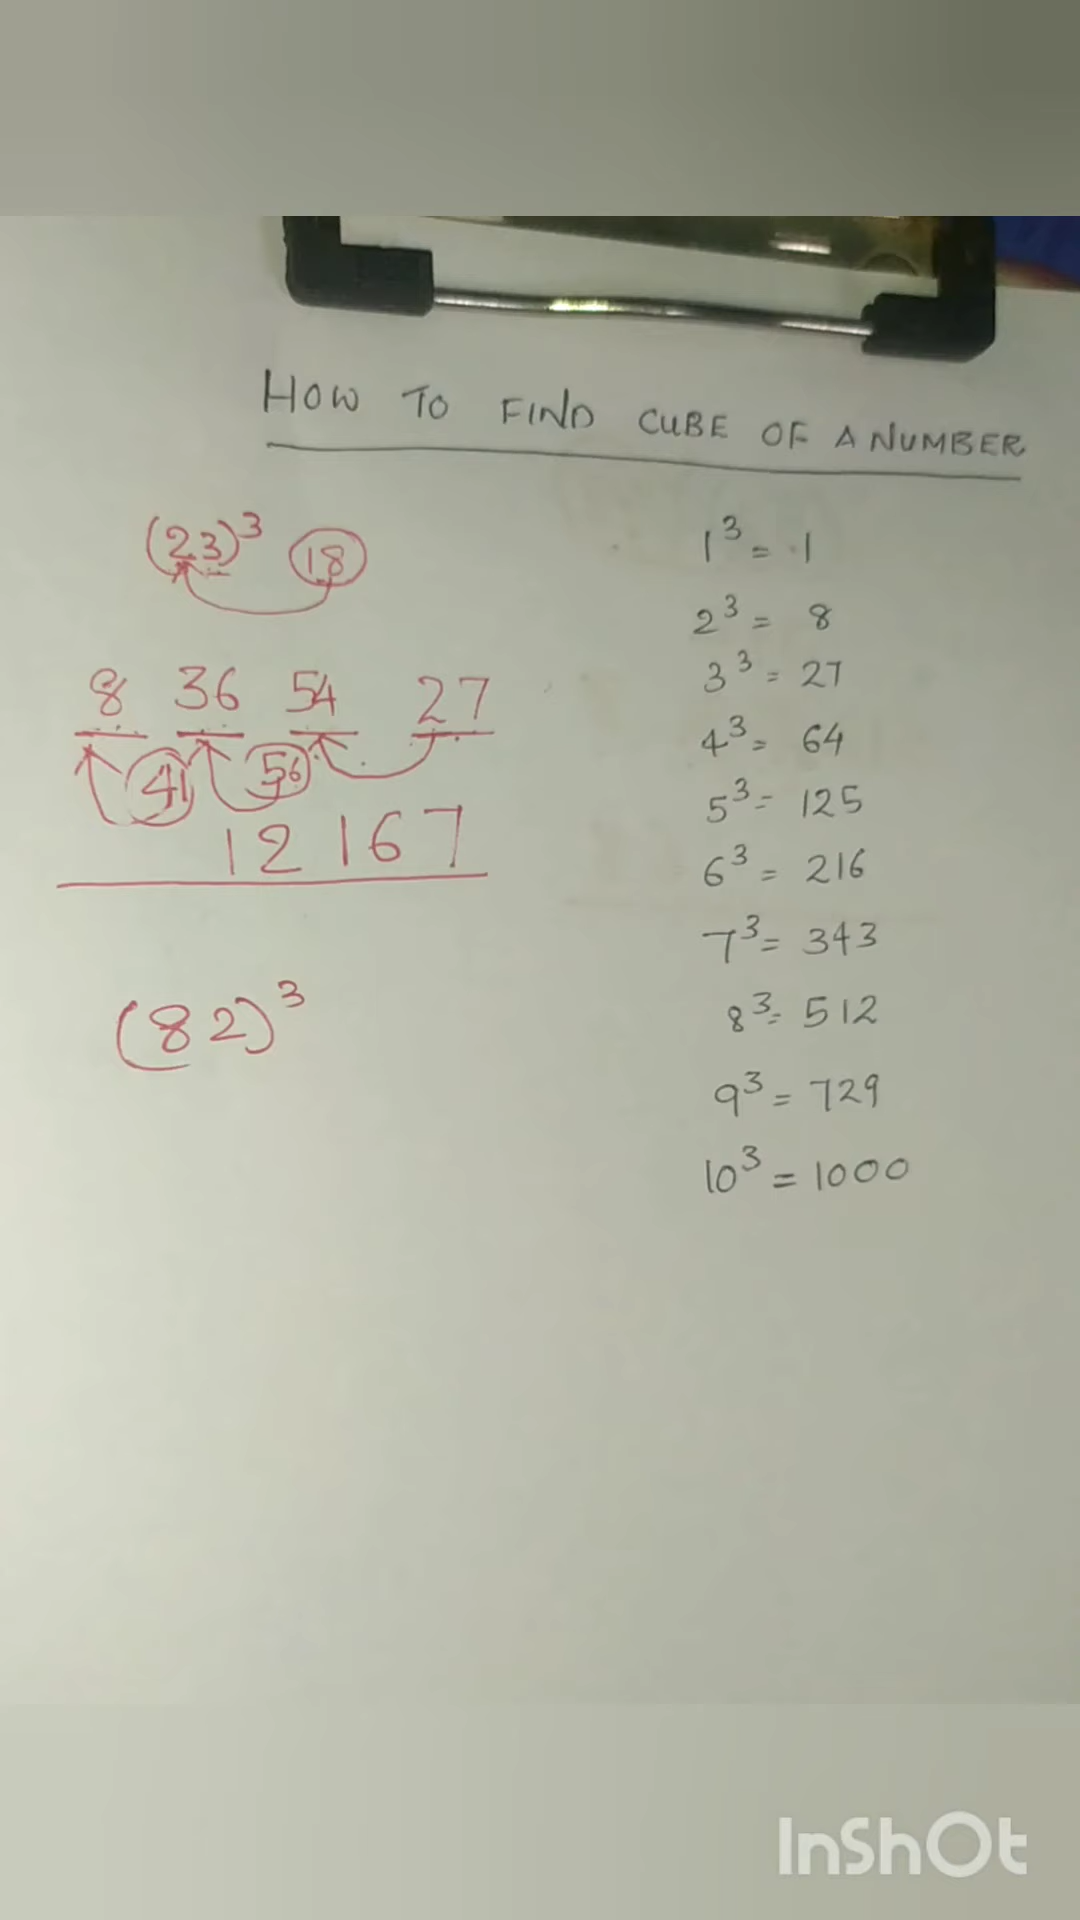 HOW TO FIND CUBE OF A NUMBER
(23)³ 18
8 36 54 27
41 56
12167
(82)³
1³ = 1
2³ = 8
3³ = 27
4³ = 64
5³ = 125
6³ = 216
7³ = 343
8³ = 512
9³ = 729
10³ = 1000
InShOt